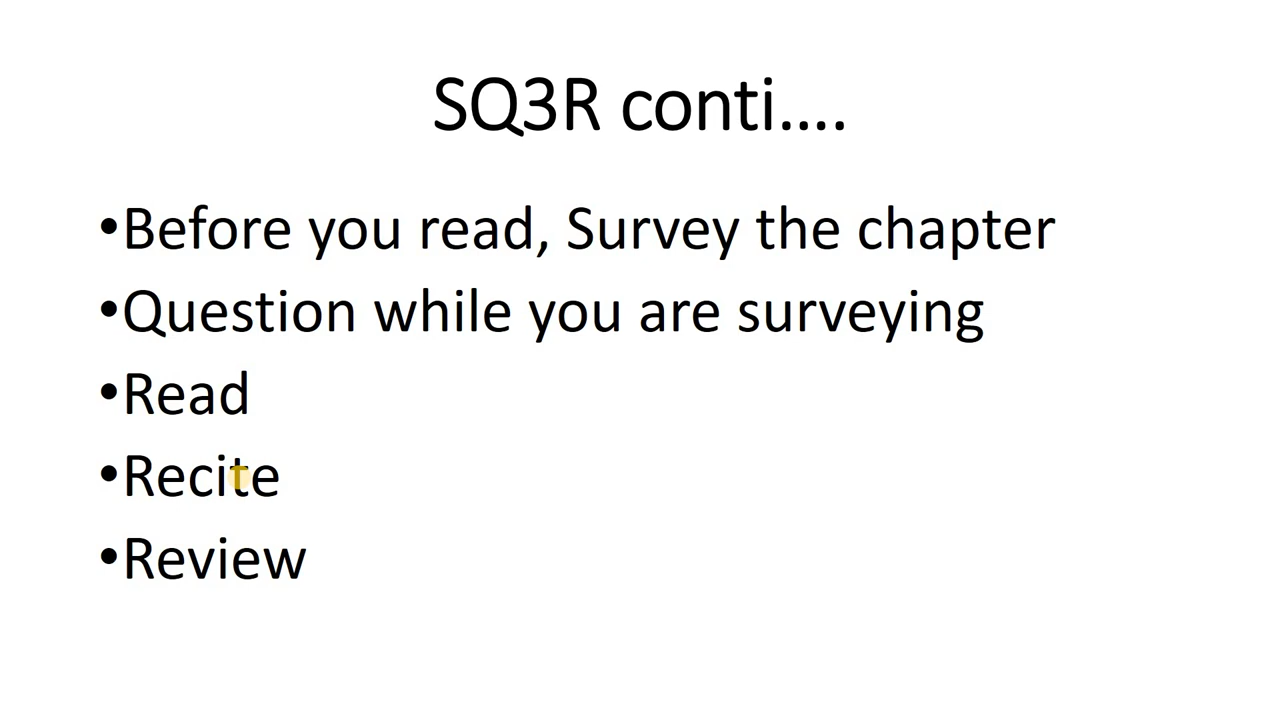 SQ3R conti....
•Before you read, Survey the chapter
•Question while you are surveying
•Read
•Recite
•Review